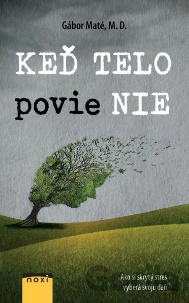 Gábor Maté, M. D.
KEĎ TELO
povie NIE
Ako si skrytý stres
vyberá svoju daň
noxi